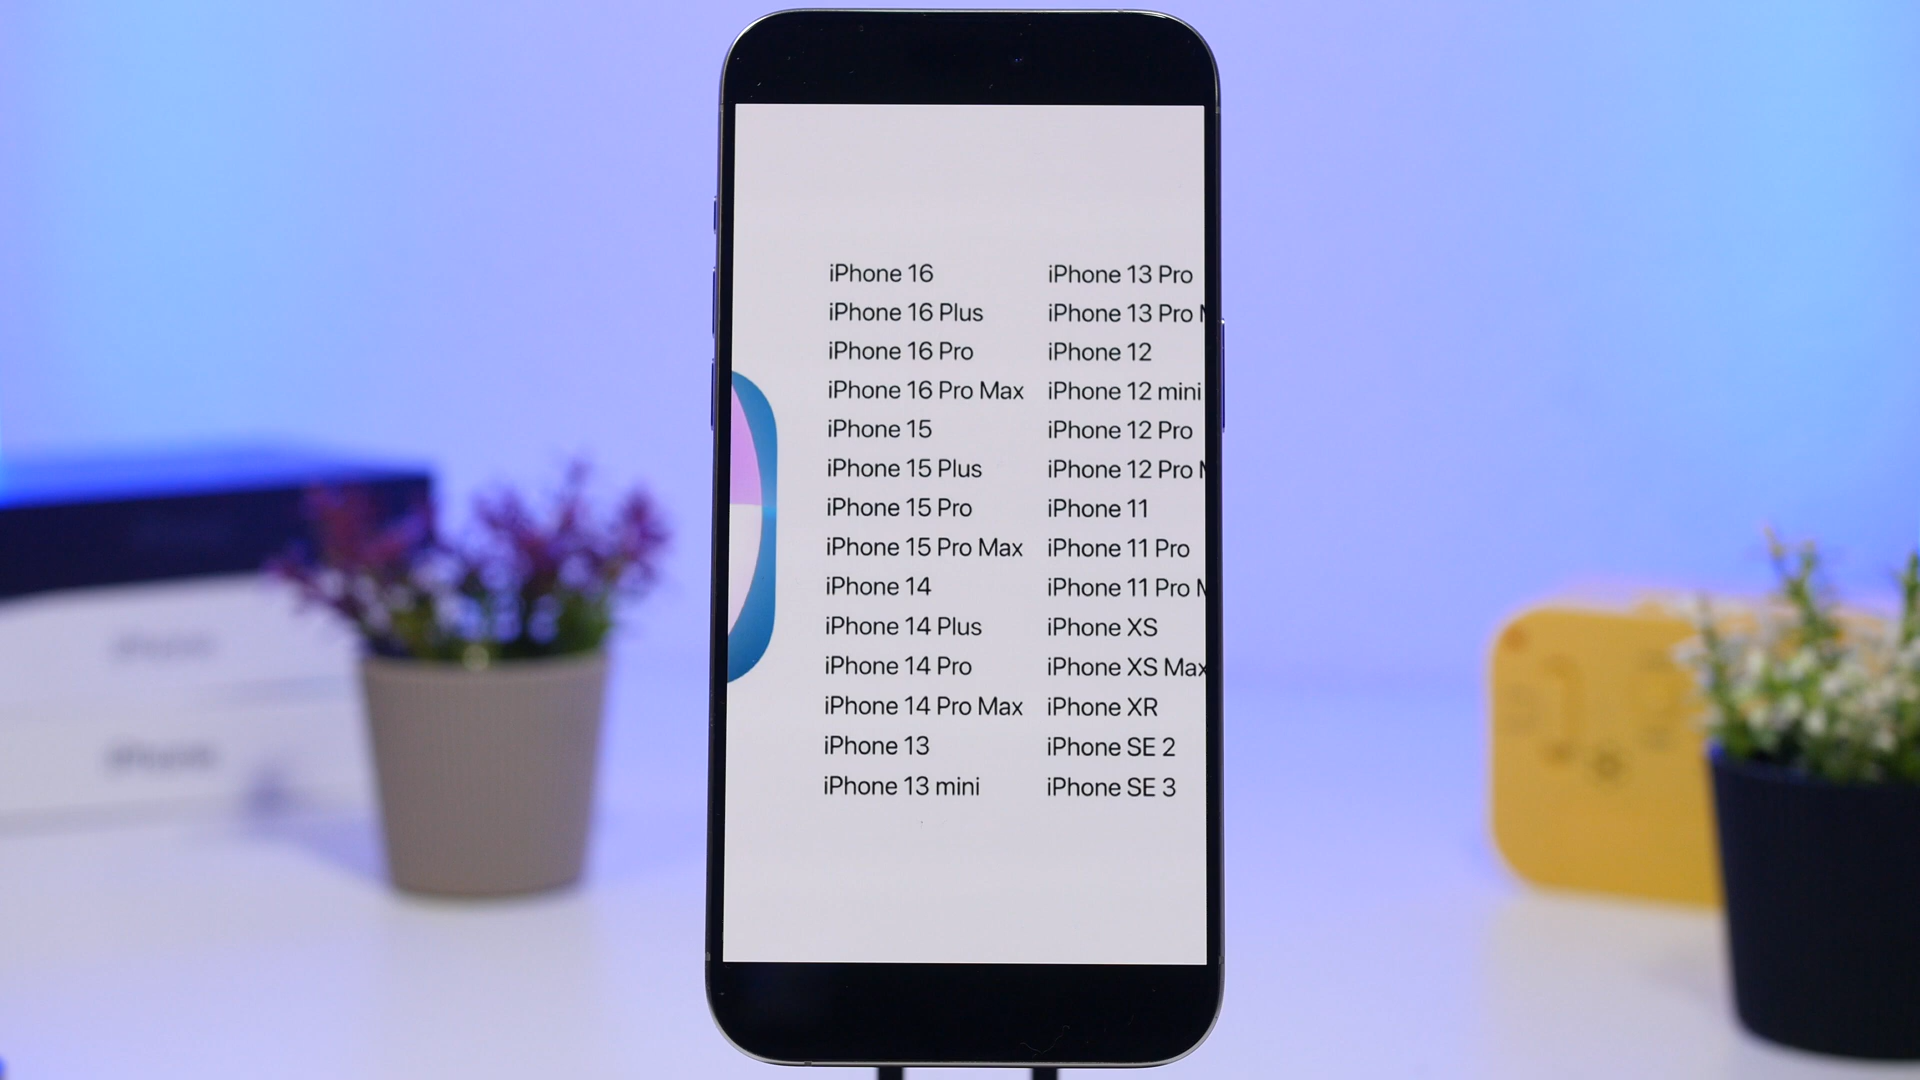 iPhone 16
iPhone 16 Plus
iPhone 16 Pro
iPhone 16 Pro Max
iPhone 15
iPhone 15 Plus
iPhone 15 Pro
iPhone 15 Pro Max
iPhone 14
iPhone 14 Plus
iPhone 14 Pro
iPhone 14 Pro Max
iPhone 13
iPhone 13 mini
iPhone 13 Pro
iPhone 13 Pro
iPhone 12
iPhone 12 mini
iPhone 12 Pro
iPhone 12 Pro
iPhone 11
iPhone 11 Pro
iPhone 11 Pro
iPhone XS
iPhone XS Max
iPhone XR
iPhone SE 2
iPhone SE 3
iPhone
iPhone